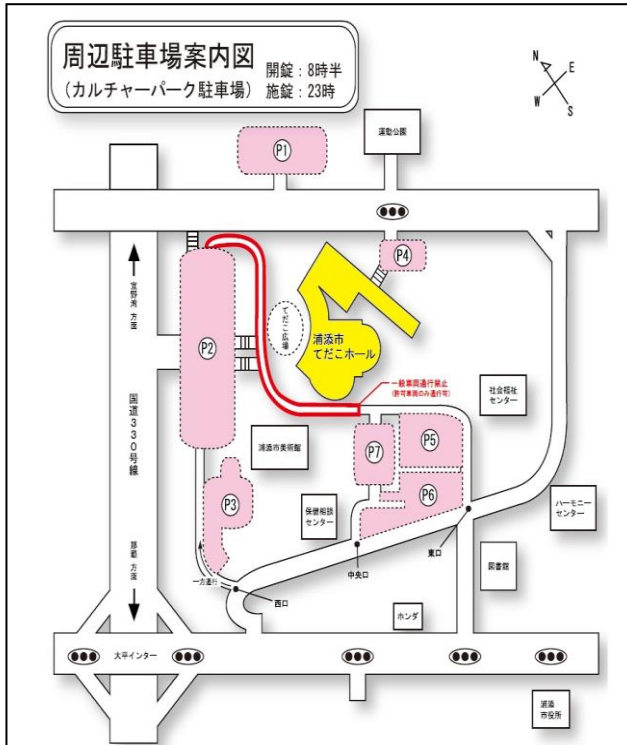 周辺駐車場案内図
(カルチャーパーク駐車場)
開錠:8時半
施錠:23時
N
E
W
S
P1
運動公園
P4
宜野湾 方面
国道330号線
那覇 方面
P2
てだこ広場
浦添市
てだこホール
一般車両通行禁止
(許可車両のみ通行可)
社会福祉
センター
浦添市美術館
P7
P5
P3
P6
保健相談
センター
ハーモニー
センター
東口
図書館
中央口
一方通行
西口
ホンダ
大平インター
浦添
市役所